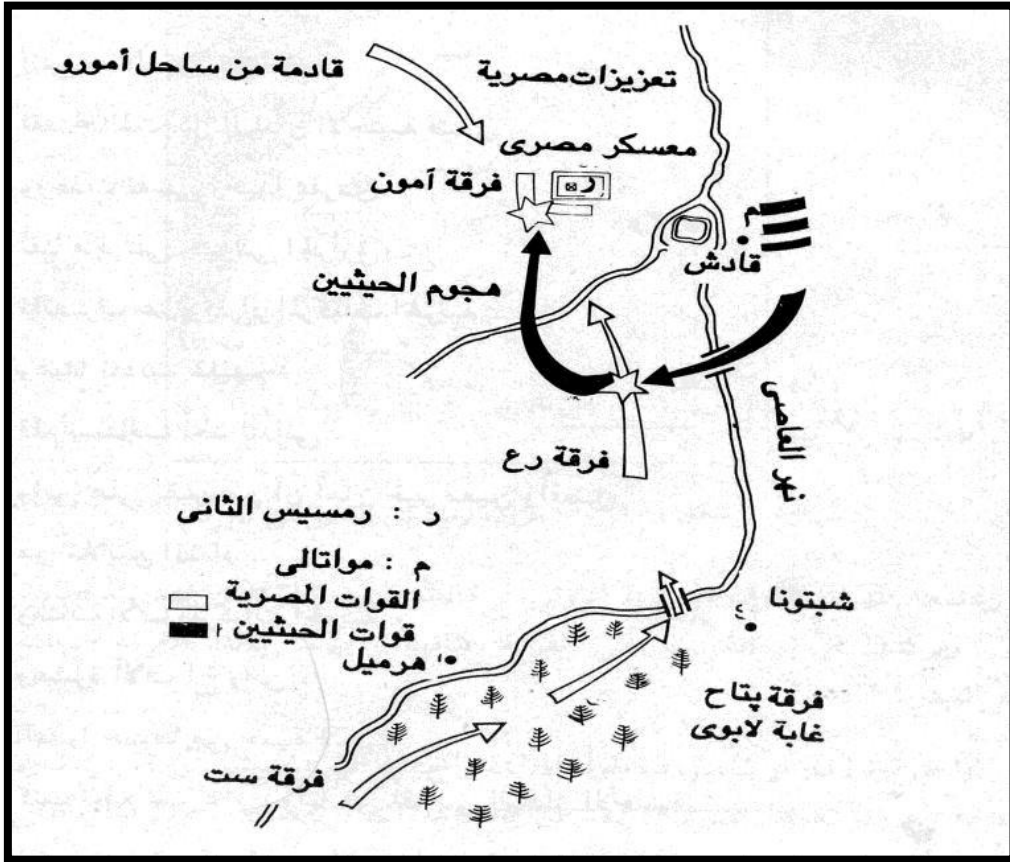 تعزيزات مصرية
قادمة من ساحل أمورو
معسكر مصرى
ر
فرقة آمون
م
قادش
هجوم الحيثيين
نهر العاصى
فرقة رع
ر : رمسيس الثانى
م : مواتالى
القوات المصرية
قوات الحيثيين
شبتونا
هرميل
فرقة پتاح
غابة لابوى
فرقة ست